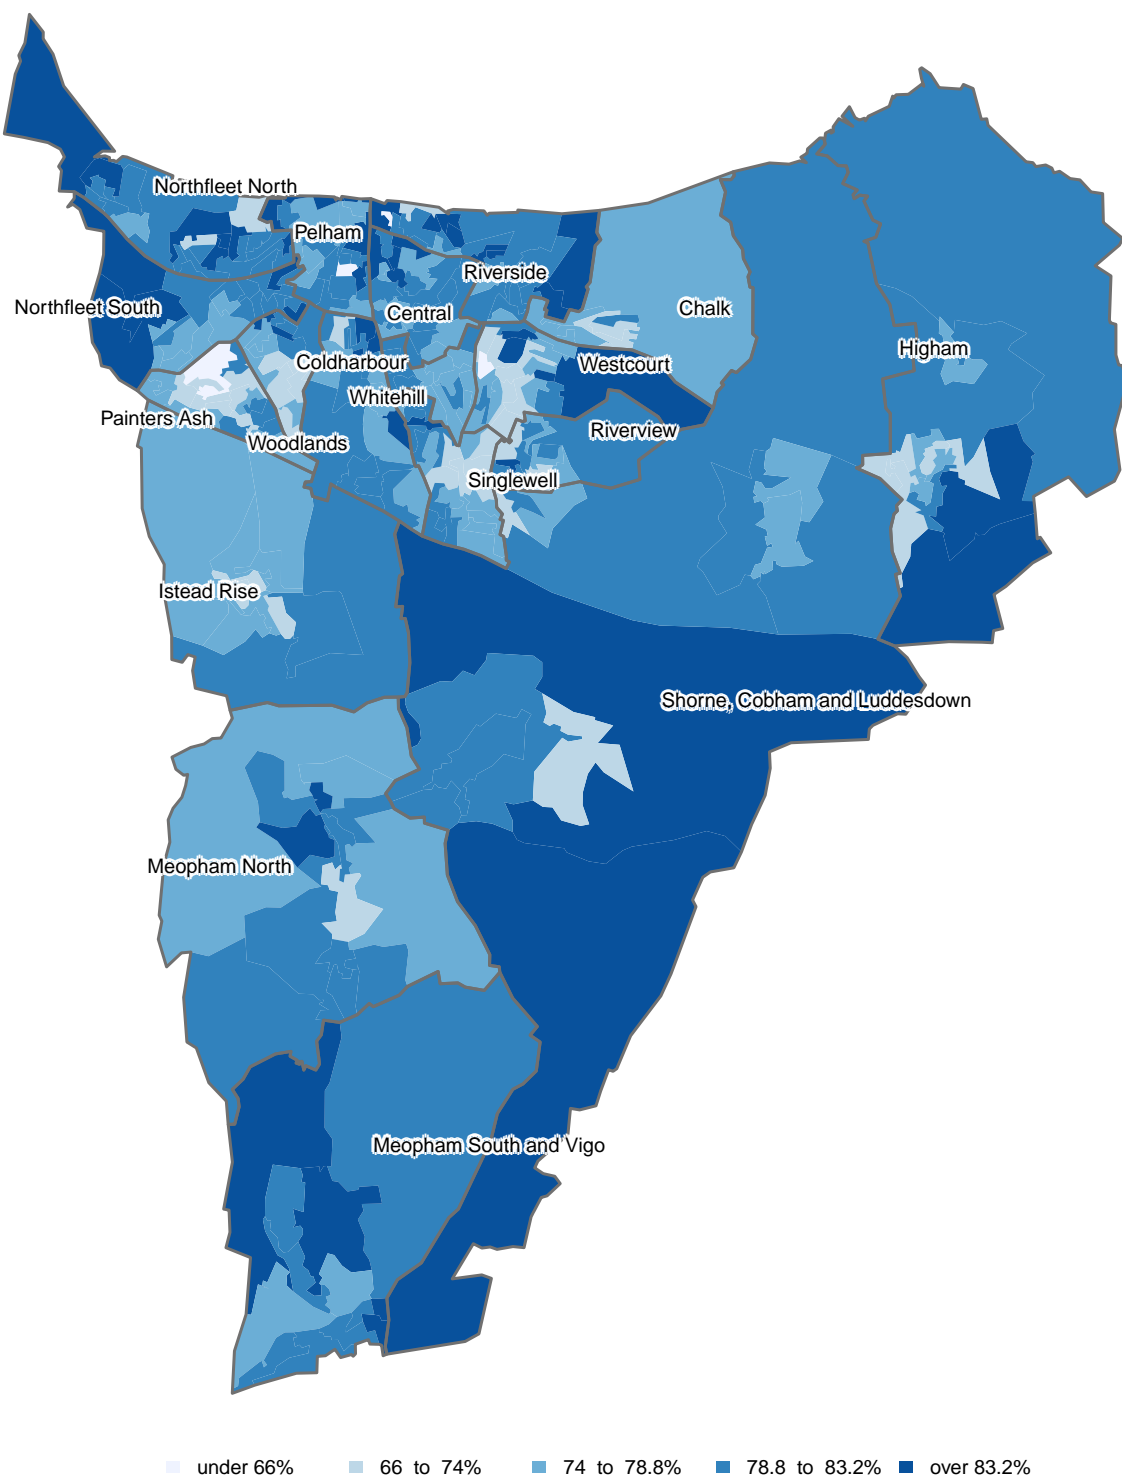 Northfleet North
Pelham
Riverside
Northfleet South
Central
Chalk
Higham
Coldharbour
Westcourt
Whitehill
Painters Ash
Riverview
Woodlands
Singlewell
Istead Rise
Shorne, Cobham and Luddesdown
Meopham North
Meopham South and Vigo
under 66% 66 to 74% 74 to 78.8% 78.8 to 83.2% over 83.2%